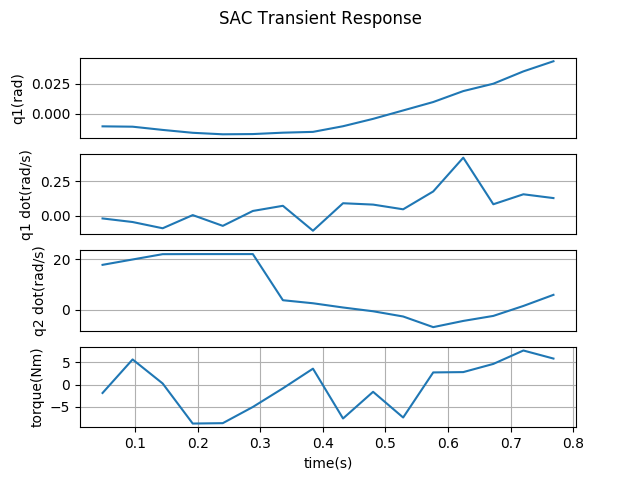 SAC Transient Response
q1(rad)
0.025
0.000
q1 dot(rad/s)
0.25
0.00
q2 dot(rad/s)
20
0
torque(Nm)
5
0
−5
0.1 0.2 0.3 0.4 0.5 0.6 0.7 0.8
time(s)